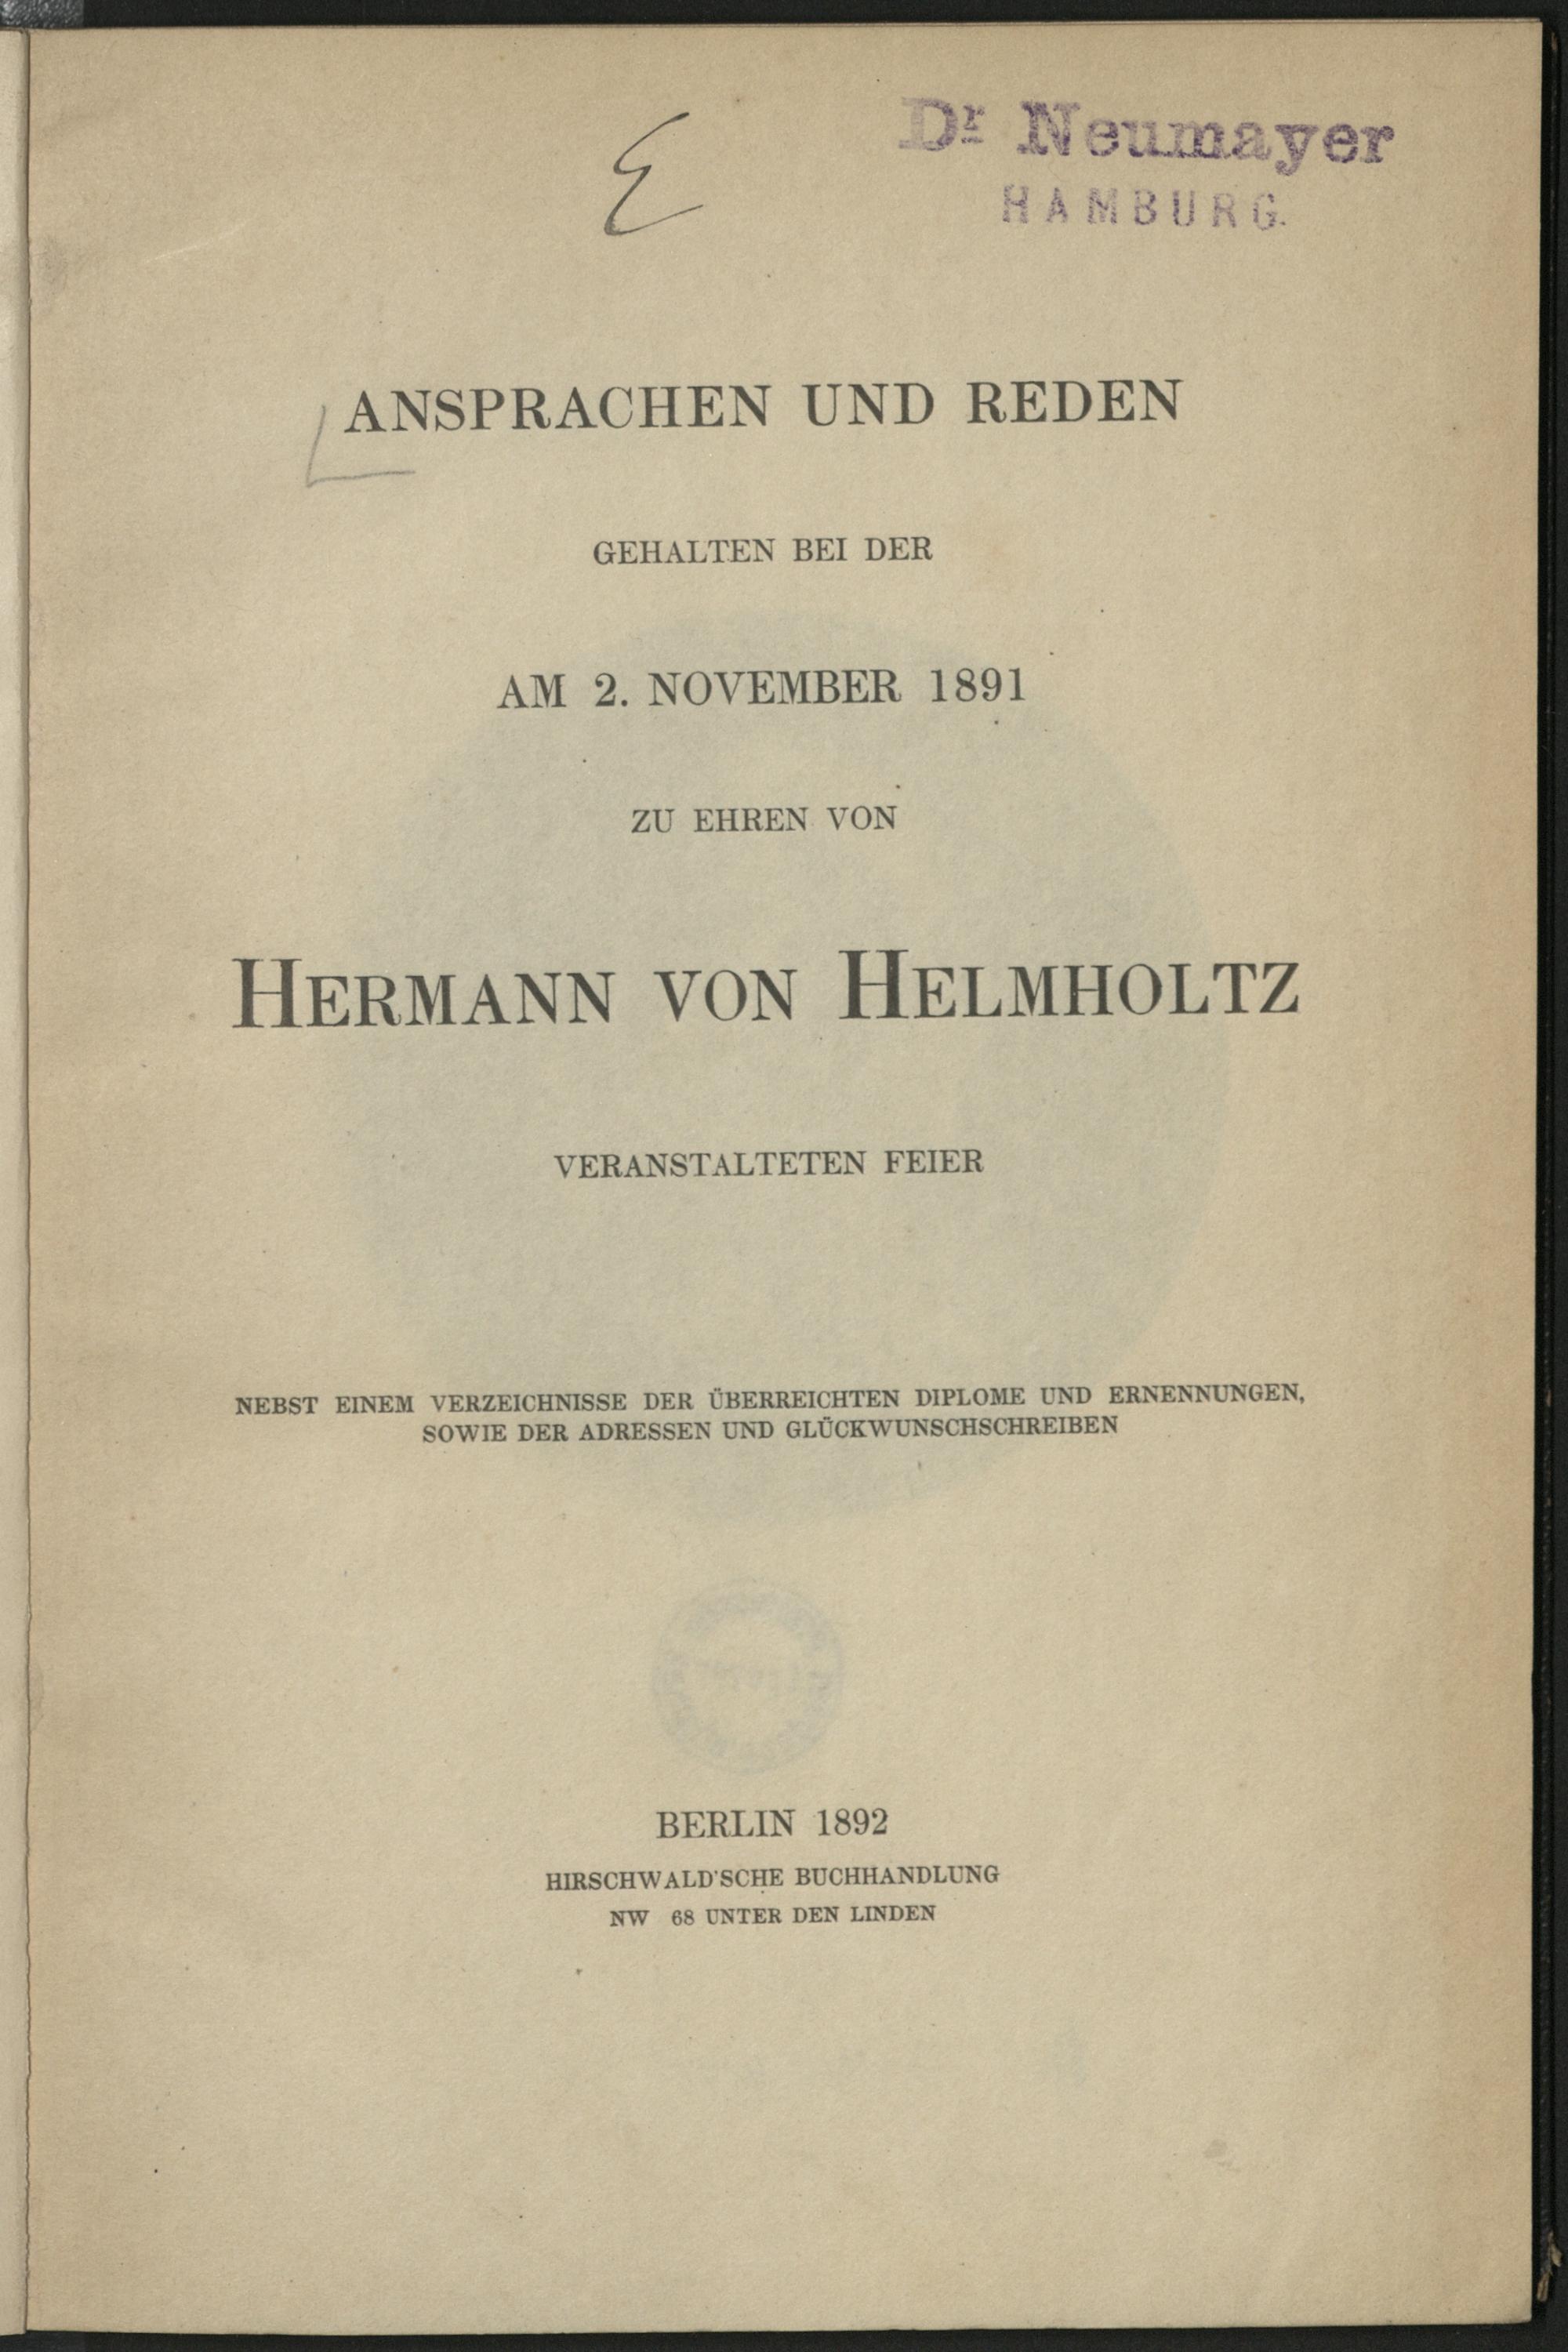 Dr Neumayer
HAMBURG.
ANSPRACHEN UND REDEN
GEHALTEN BEI DER
AM 2. NOVEMBER 1891
ZU EHREN VON
HERMANN VON HELMHOLTZ
VERANSTALTETEN FEIER
NEBST EINEM VERZEICHNISSE DER ÜBERREICHTEN DIPLOME UND ERNENNUNGEN,
SOWIE DER ADRESSEN UND GLÜCKWUNSCHSCHREIBEN
BERLIN 1892
HIRSCHWALD'SCHE BUCHHANDLUNG
NW 68 UNTER DEN LINDEN